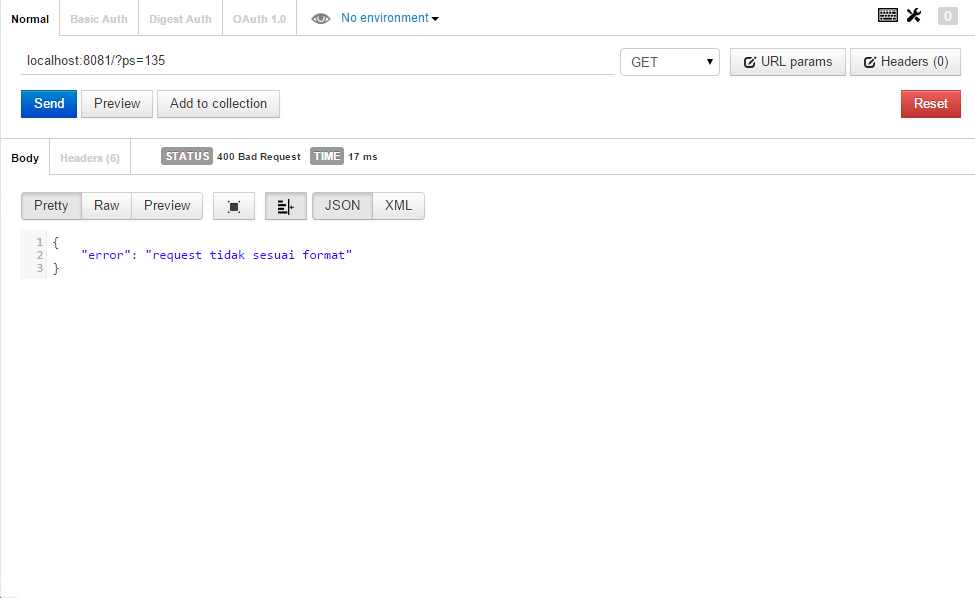 Normal Basic Auth Digest Auth OAuth 1.0 No environment 0
localhost:8081/?ps=135 GET URL params Headers (0)
Send Preview Add to collection Reset
Body Headers (6) STATUS 400 Bad Request TIME 17 ms
Pretty Raw Preview JSON XML
1 {
2 "error": "request tidak sesuai format"
3 }